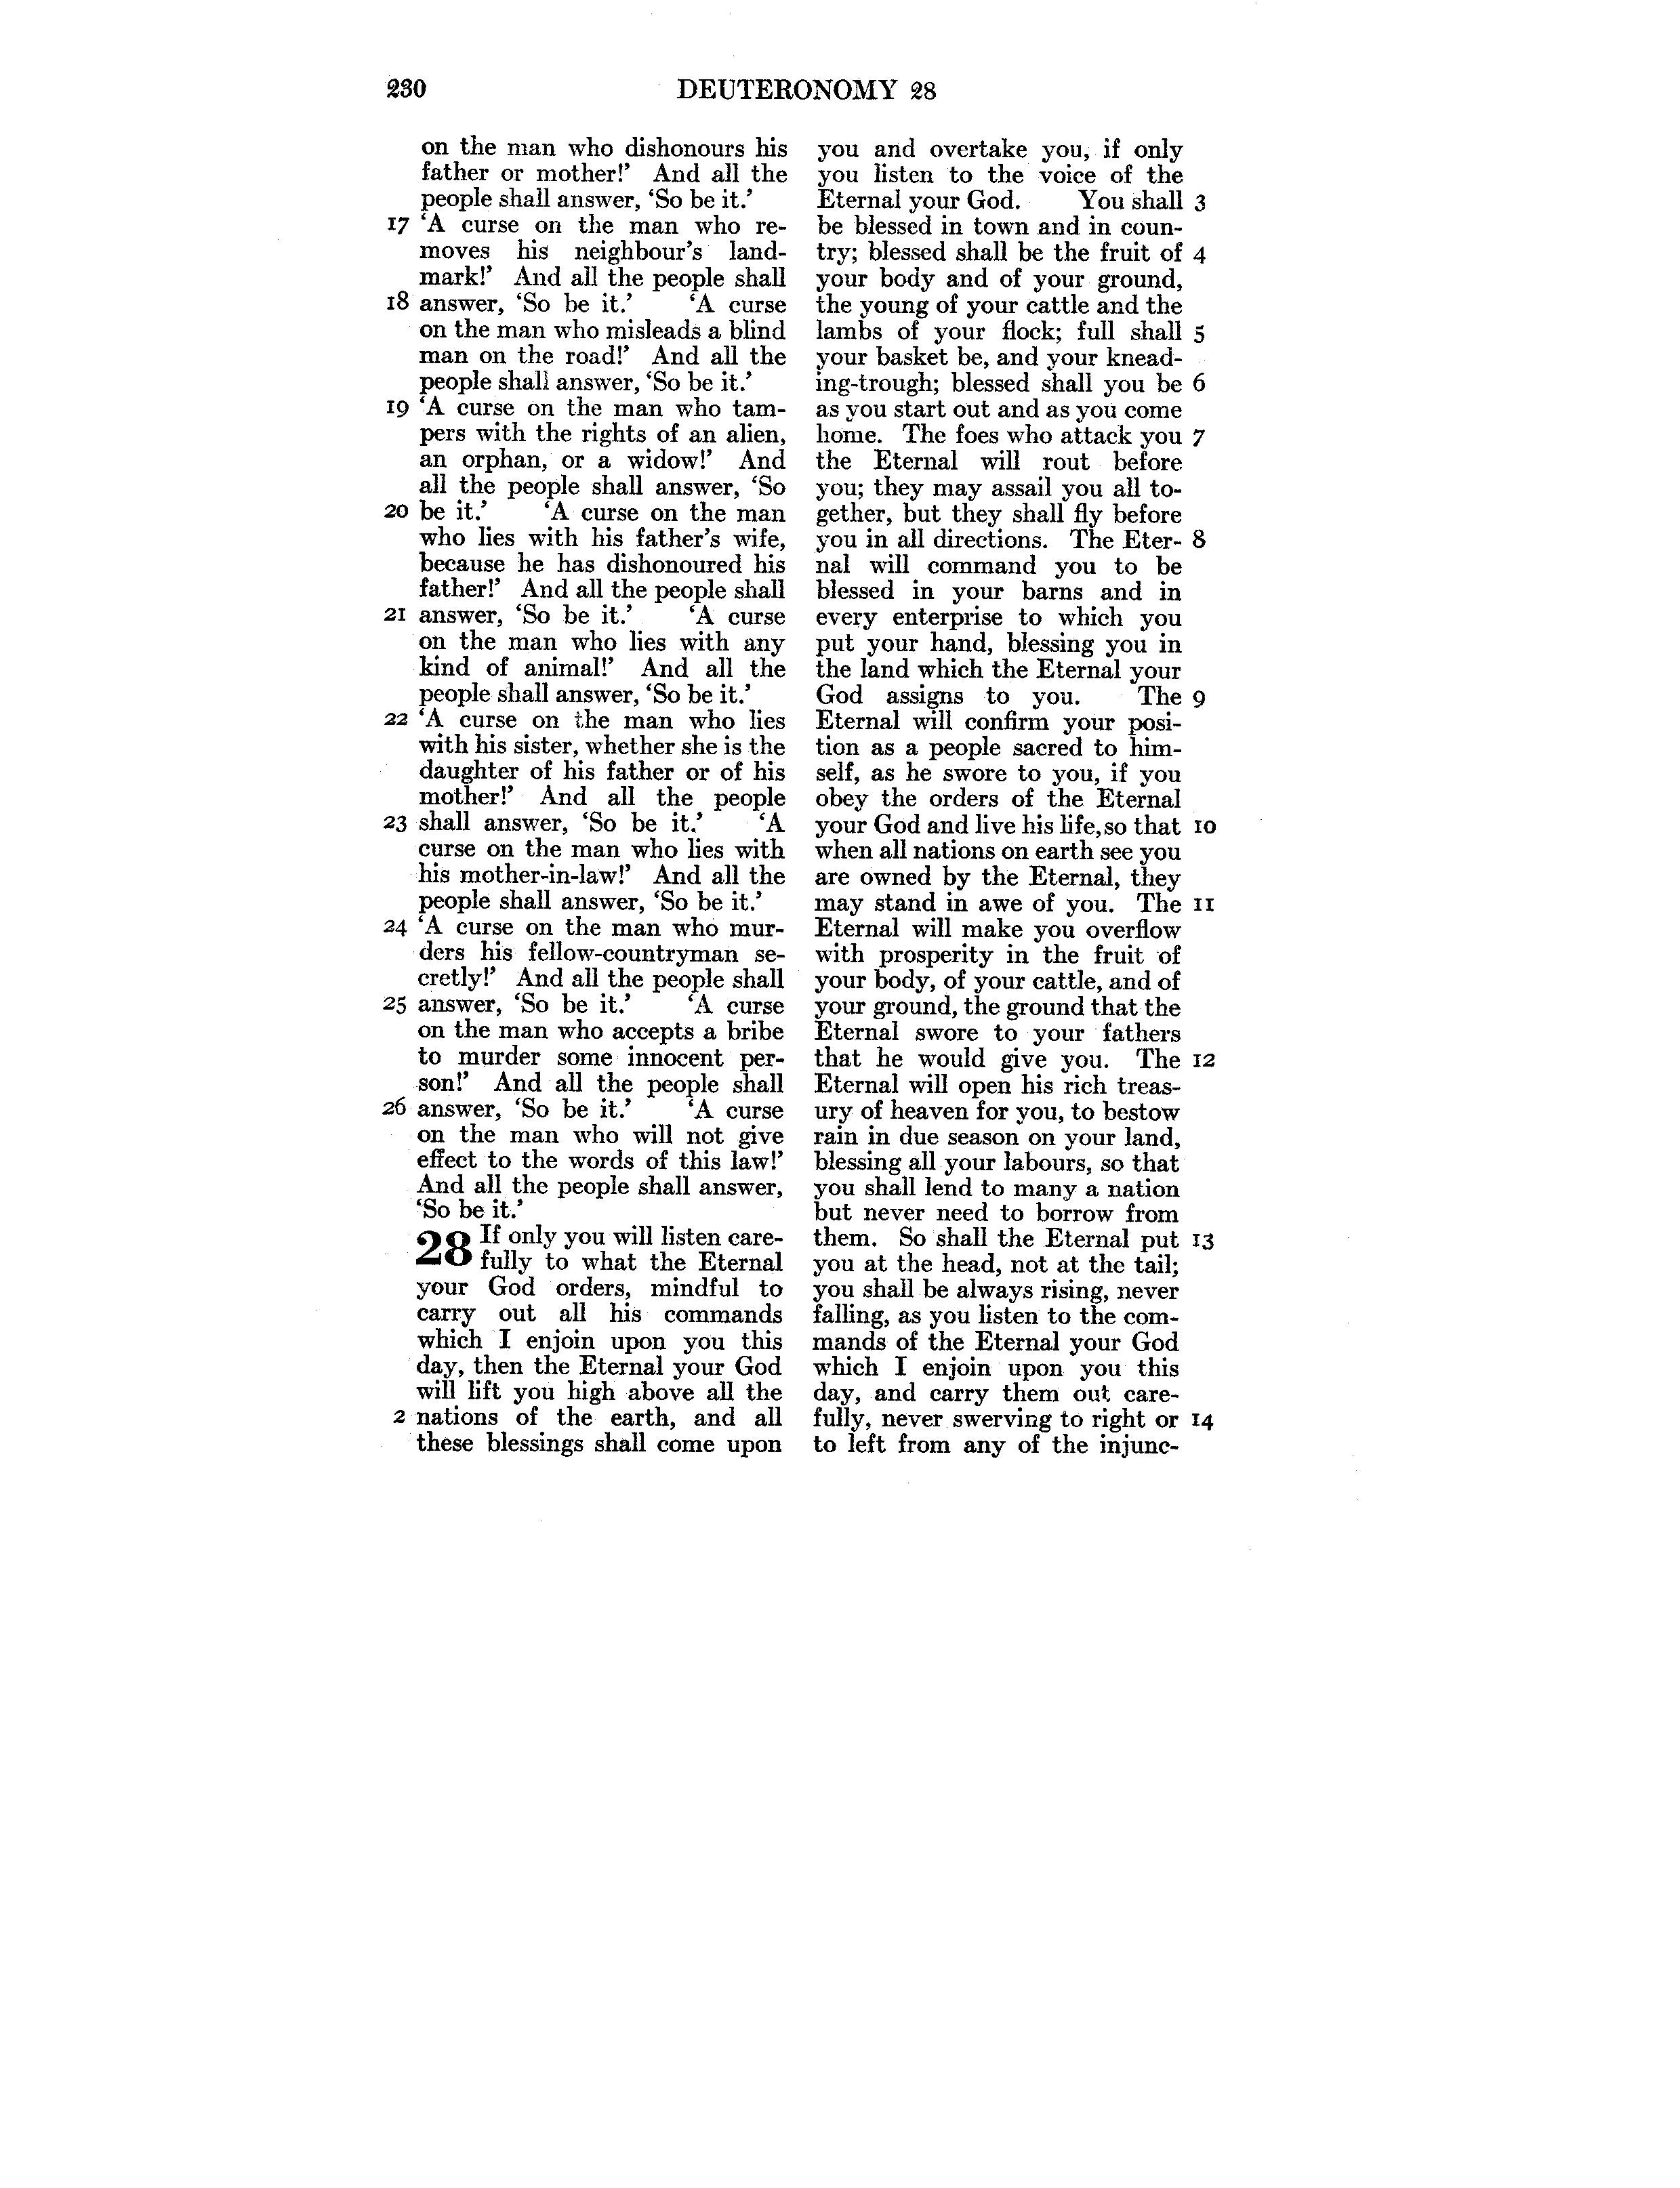 230
DEUTERONOMY 28
on the man who dishonours his
father or mother!’ And all the
people shall answer, ‘So be it.’
17 ‘A curse on the man who re-
moves his neighbour’s land-
mark!’ And all the people shall
18 answer, ‘So be it.’ ‘A curse
on the man who misleads a blind
man on the road!’ And all the
people shall answer, ‘So be it.’
19 ‘A curse on the man who tam-
pers with the rights of an alien,
an orphan, or a widow!’ And
all the people shall answer, ‘So
20 be it.’ ‘A curse on the man
who lies with his father’s wife,
because he has dishonoured his
father!’ And all the people shall
21 answer, ‘So be it.’ ‘A curse
on the man who lies with any
kind of animal!’ And all the
people shall answer, ‘So be it.’
22 ‘A curse on the man who lies
with his sister, whether she is the
daughter of his father or of his
mother!’ And all the people
23 shall answer, ‘So be it.’ ‘A
curse on the man who lies with
his mother-in-law!’ And all the
people shall answer, ‘So be it.’
24 ‘A curse on the man who mur-
ders his fellow-countryman se-
cretly!’ And all the people shall
25 answer, ‘So be it.’ ‘A curse
on the man who accepts a bribe
to murder some innocent per-
son!’ And all the people shall
26 answer, ‘So be it.’ ‘A curse
on the man who will not give
effect to the words of this law!’
And all the people shall answer,
‘So be it.’
28 If only you will listen care-
fully to what the Eternal
your God orders, mindful to
carry out all his commands
which I enjoin upon you this
day, then the Eternal your God
will lift you high above all the
2 nations of the earth, and all
these blessings shall come upon
you and overtake you, if only
you listen to the voice of the
Eternal your God. You shall 3
be blessed in town and in coun-
try; blessed shall be the fruit of 4
your body and of your ground,
the young of your cattle and the
lambs of your flock; full shall 5
your basket be, and your knead-
ing-trough; blessed shall you be 6
as you start out and as you come
home. The foes who attack you 7
the Eternal will rout before
you; they may assail you all to-
gether, but they shall fly before
you in all directions. The Eter- 8
nal will command you to be
blessed in your barns and in
every enterprise to which you
put your hand, blessing you in
the land which the Eternal your
God assigns to you. The 9
Eternal will confirm your posi-
tion as a people sacred to him-
self, as he swore to you, if you
obey the orders of the Eternal
your God and live his life, so that 10
when all nations on earth see you
are owned by the Eternal, they
may stand in awe of you. The 11
Eternal will make you overflow
with prosperity in the fruit of
your body, of your cattle, and of
your ground, the ground that the
Eternal swore to your fathers
that he would give you. The 12
Eternal will open his rich treas-
ury of heaven for you, to bestow
rain in due season on your land,
blessing all your labours, so that
you shall lend to many a nation
but never need to borrow from
them. So shall the Eternal put 13
you at the head, not at the tail;
you shall be always rising, never
falling, as you listen to the com-
mands of the Eternal your God
which I enjoin upon you this
day, and carry them out care-
fully, never swerving to right or 14
to left from any of the injunc-